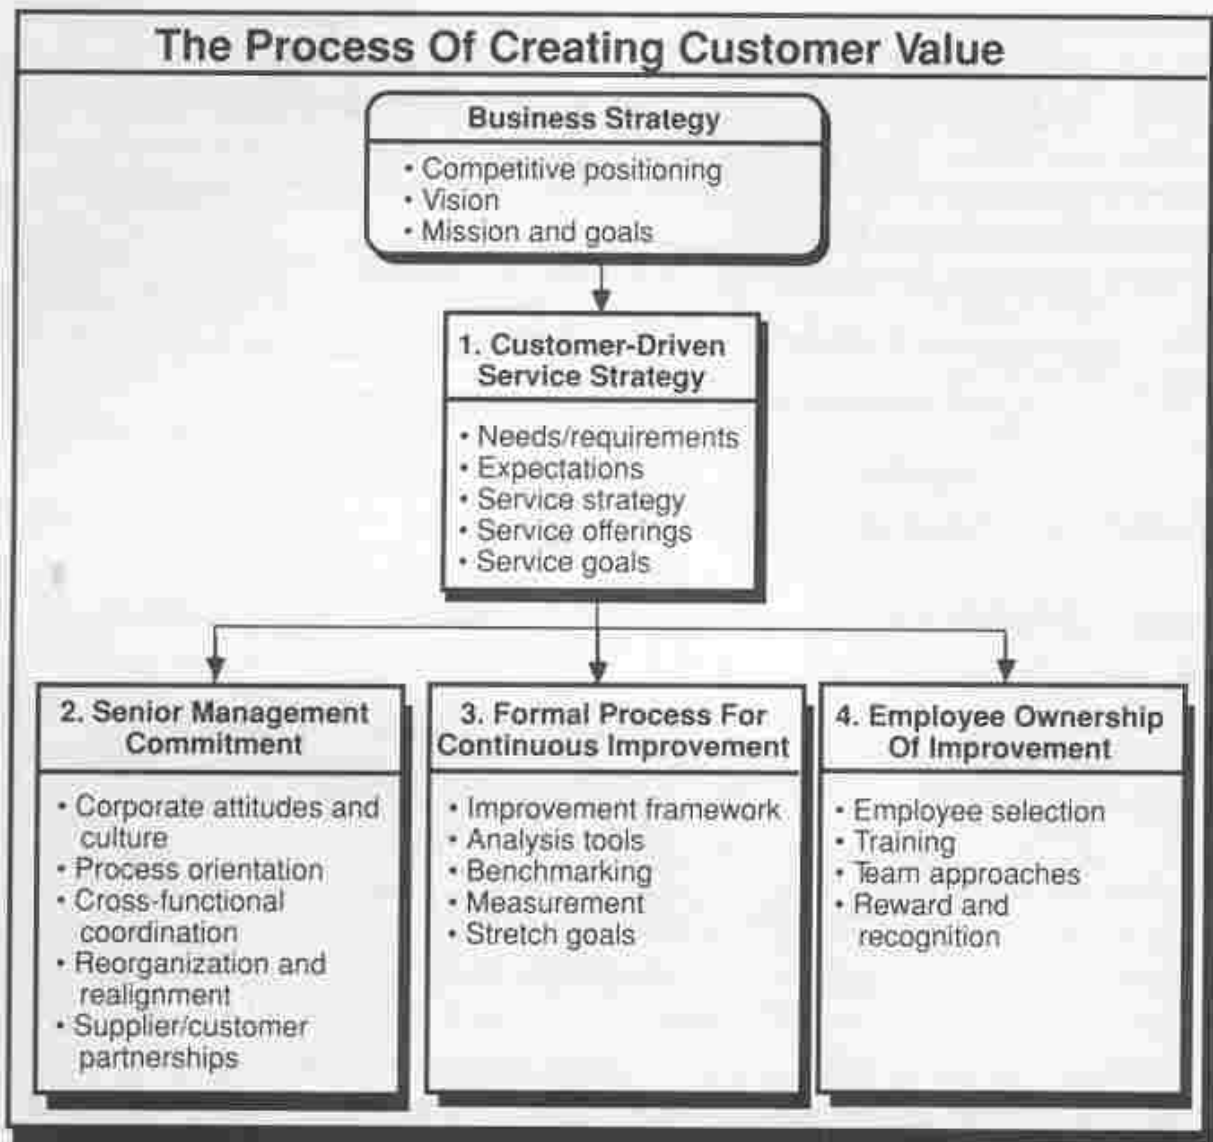 The Process Of Creating Customer Value
Business Strategy
• Competitive positioning
• Vision
• Mission and goals
1. Customer-Driven
Service Strategy
• Needs/requirements
• Expectations
• Service strategy
• Service offerings
• Service goals
2. Senior Management
Commitment
• Corporate attitudes and
culture
• Process orientation
• Cross-functional
coordination
• Reorganization and
realignment
• Supplier/customer
partnerships
3. Formal Process For
Continuous Improvement
• Improvement framework
• Analysis tools
• Benchmarking
• Measurement
• Stretch goals
4. Employee Ownership
Of Improvement
• Employee selection
• Training
• Team approaches
• Reward and
recognition